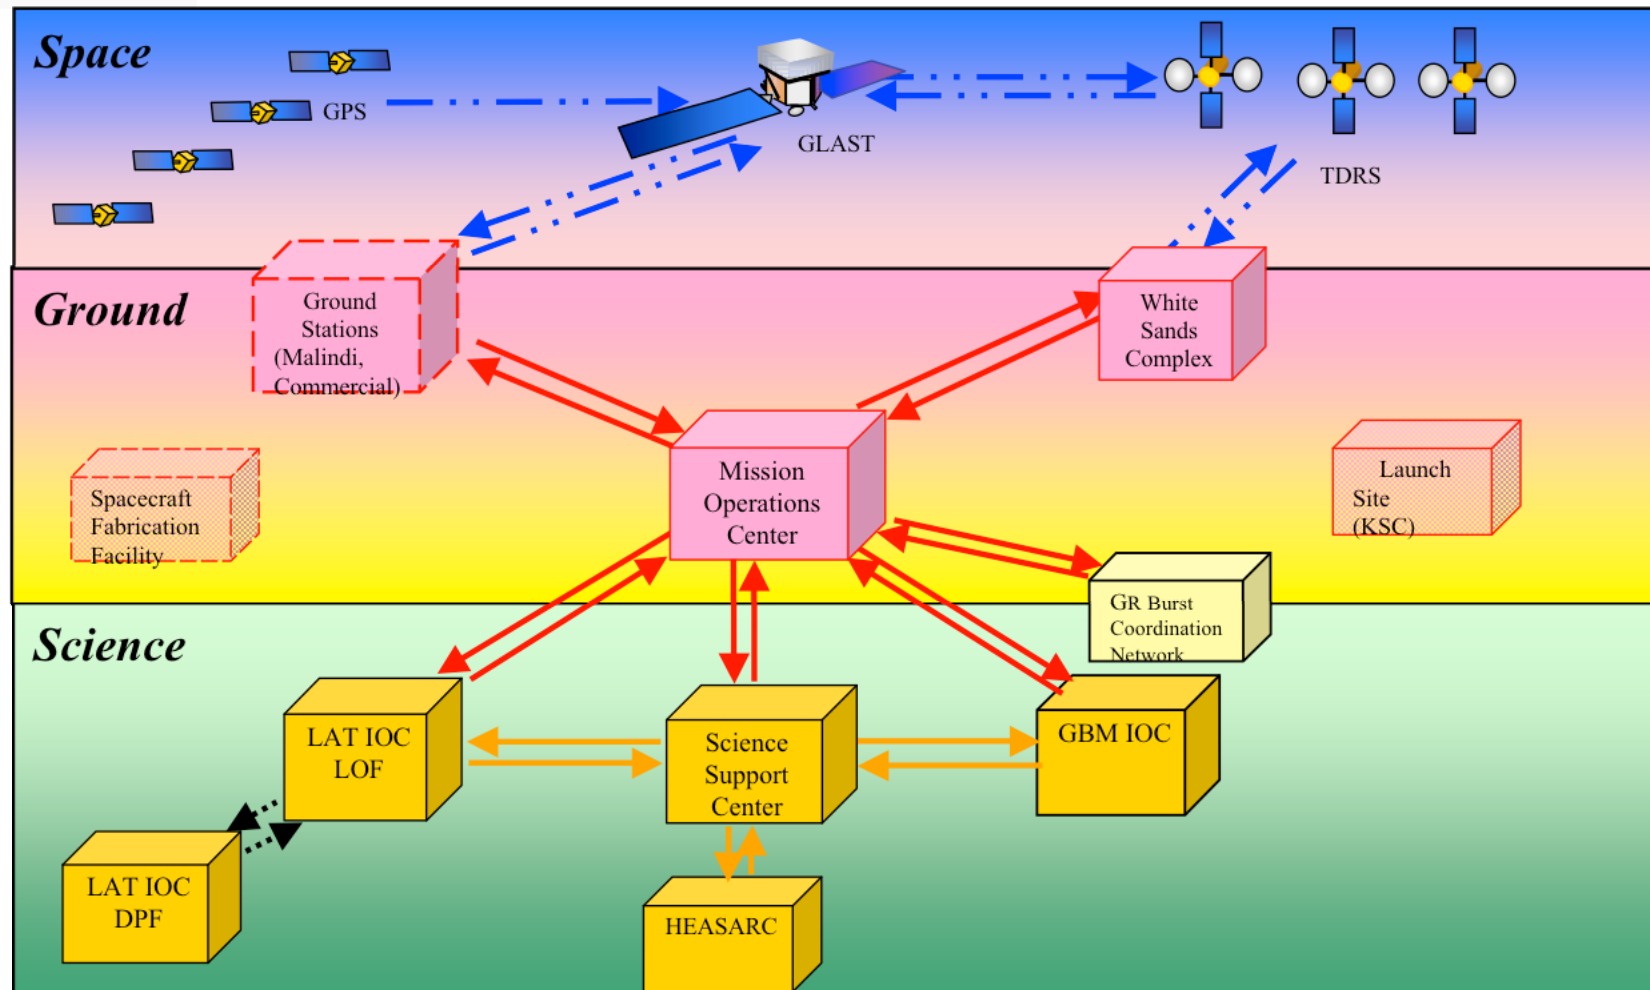 Space
GPS
GLAST
TDRS
Ground
Ground
Stations
(Malindi,
Commercial)
White
Sands
Complex
Mission
Operations
Center
Spacecraft
Fabrication
Facility
Launch
Site
(KSC)
GR Burst
Coordination
Network
Science
LAT IOC
LOF
Science
Support
Center
GBM IOC
LAT IOC
DPF
HEASARC